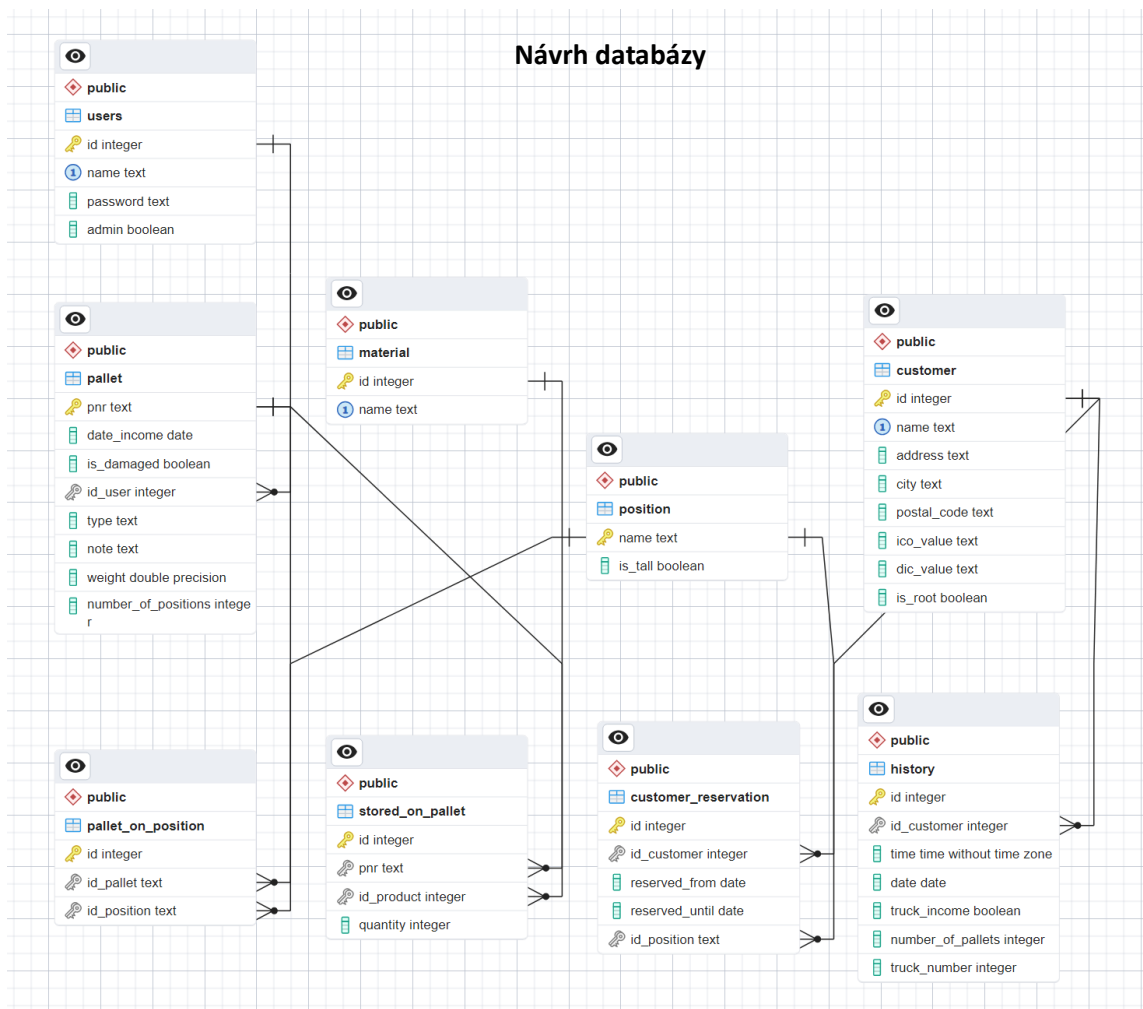 Návrh databázy
public
users
id integer
name text
password text
admin boolean
public
pallet
pnr text
date_income date
is_damaged boolean
id_user integer
type text
note text
weight double precision
number_of_positions intege
r
public
material
id integer
name text
public
position
name text
is_tall boolean
public
customer
id integer
name text
address text
city text
postal_code text
ico_value text
dic_value text
is_root boolean
public
pallet_on_position
id integer
id_pallet text
id_position text
public
stored_on_pallet
id integer
pnr text
id_product integer
quantity integer
public
customer_reservation
id integer
id_customer integer
reserved_from date
reserved_until date
id_position text
public
history
id integer
id_customer integer
time time without time zone
date date
truck_income boolean
number_of_pallets integer
truck_number integer